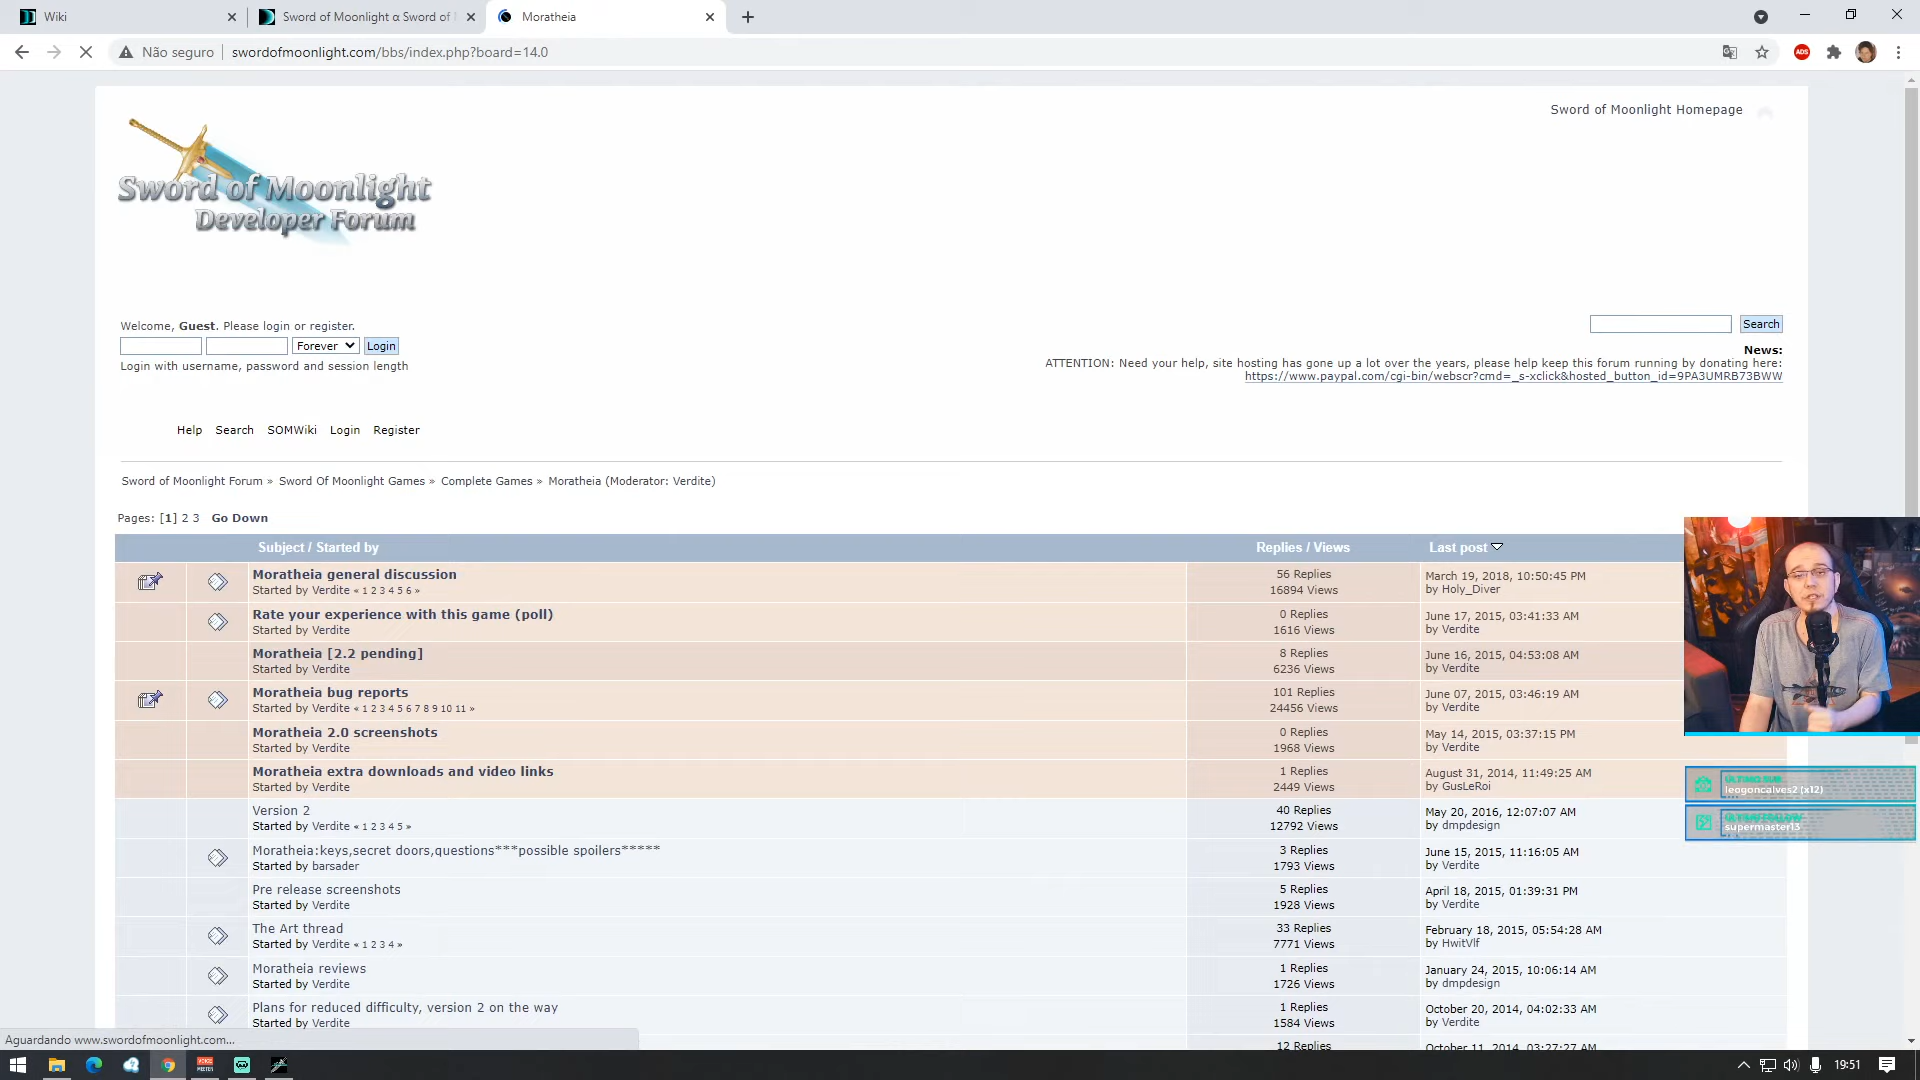 Wiki
Sword of Moonlight α Sword of
Moratheia
Não seguro
swordofmoonlight.com/bbs/index.php?board=14.0
Sword of Moonlight Homepage
Sword of Moonlight
Developer Forum
Welcome, Guest. Please login or register.
Forever
Login
Login with username, password and session length
Search
News:
ATTENTION: Need your help, site hosting has gone up a lot over the years, please help keep this forum running by donating here:
https://www.paypal.com/cgi-bin/webscr?cmd=_s-xclick&hosted_button_id=9PA3UMRB73BWW
Help Search SOMWiki Login Register
Sword of Moonlight Forum » Sword Of Moonlight Games » Complete Games » Moratheia (Moderator: Verdite)
Pages: [1] 2 3 Go Down
Subject / Started by Replies / Views Last post
Moratheia general discussion
Started by Verdite « 1 2 3 4 5 6 »
56 Replies
16894 Views
March 19, 2018, 10:50:45 PM
by Holy_Diver
Rate your experience with this game (poll)
Started by Verdite
0 Replies
1616 Views
June 17, 2015, 03:41:33 AM
by Verdite
Moratheia [2.2 pending]
Started by Verdite
8 Replies
6236 Views
June 16, 2015, 04:53:08 AM
by Verdite
Moratheia bug reports
Started by Verdite « 1 2 3 4 5 6 7 8 9 10 11 »
101 Replies
24456 Views
June 07, 2015, 03:46:19 AM
by Verdite
Moratheia 2.0 screenshots
Started by Verdite
0 Replies
1968 Views
May 14, 2015, 03:37:15 PM
by Verdite
Moratheia extra downloads and video links
Started by Verdite
1 Replies
2449 Views
August 31, 2014, 11:49:25 AM
by GusLeRoi
Version 2
Started by Verdite « 1 2 3 4 5 »
40 Replies
12792 Views
May 20, 2016, 12:07:07 AM
by dmpdesign
Moratheia:keys,secret doors,questions***possible spoilers*****
Started by barsader
3 Replies
1793 Views
June 15, 2015, 11:16:05 AM
by Verdite
Pre release screenshots
Started by Verdite
5 Replies
1928 Views
April 18, 2015, 01:39:31 PM
by Verdite
The Art thread
Started by Verdite « 1 2 3 4 »
33 Replies
7771 Views
February 18, 2015, 05:54:28 AM
by HwitVlf
Moratheia reviews
Started by Verdite
1 Replies
1726 Views
January 24, 2015, 10:06:14 AM
by dmpdesign
Plans for reduced difficulty, version 2 on the way
Started by Verdite
1 Replies
1584 Views
October 20, 2014, 04:02:33 AM
by Verdite
12 Replies
October 11, 2014, 03:27:27 AM
ÚLTIMO SUB
leogoncalves2 (x12)
supermaster13
Aguardando www.swordofmoonlight.com...
19:51